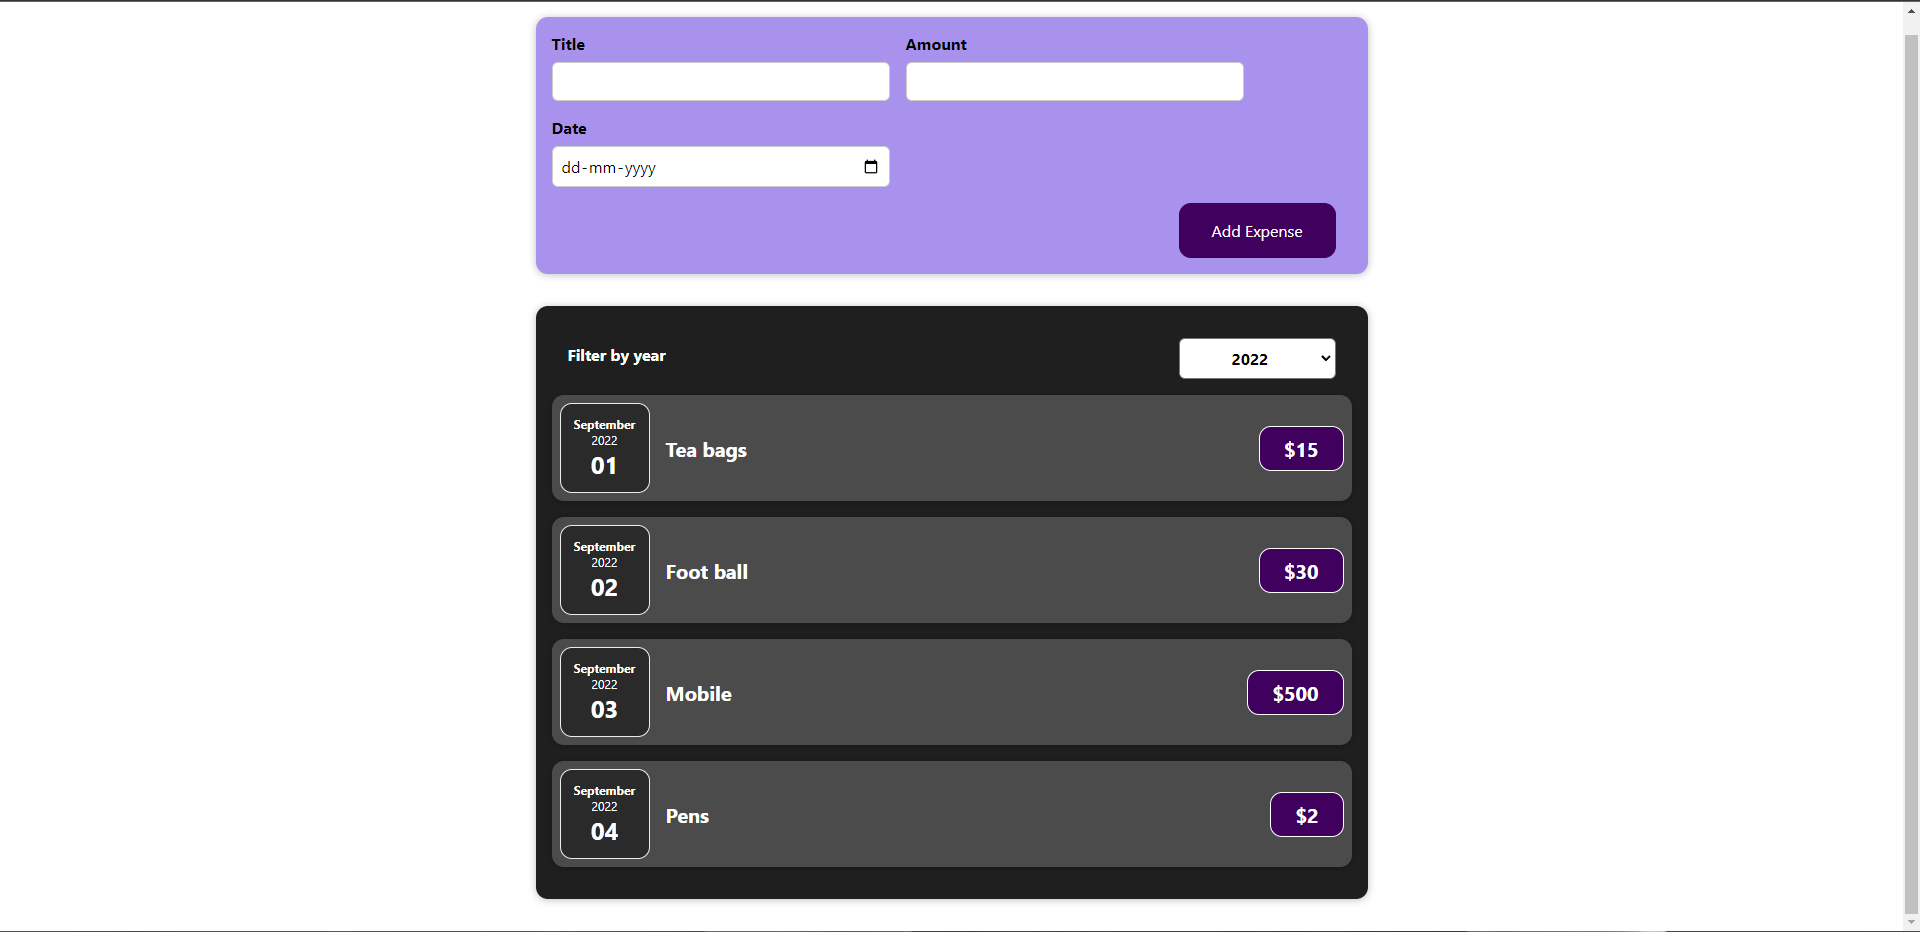 Title Amount
Date
dd-mm-yyyy
Add Expense
Filter by year 2022
September
2022
01
Tea bags
$15
September
2022
02
Foot ball
$30
September
2022
03
Mobile
$500
September
2022
04
Pens
$2